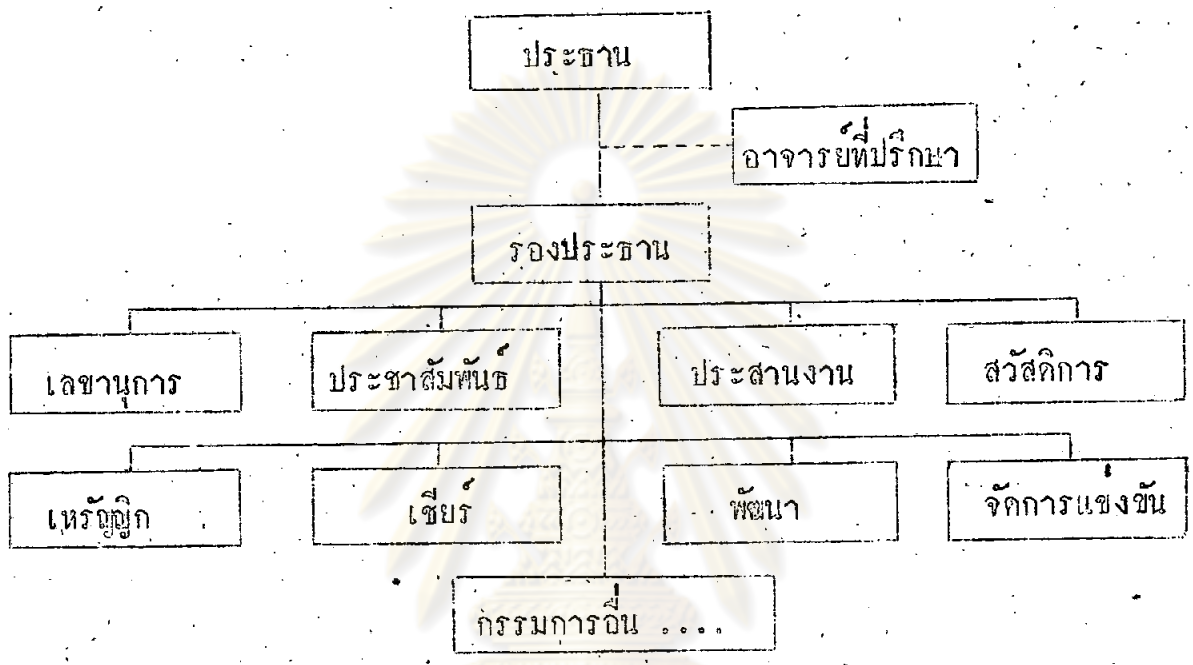 ประธาน
อาจารย์ที่ปรึกษา
รองประธาน
เลขานุการ
ประชาสัมพันธ์
ประสานงาน
สวัสดิการ
เหรัญญิก
เชียร์
พัฒนา
จัดการแข่งขัน
กรรมการอื่น ....